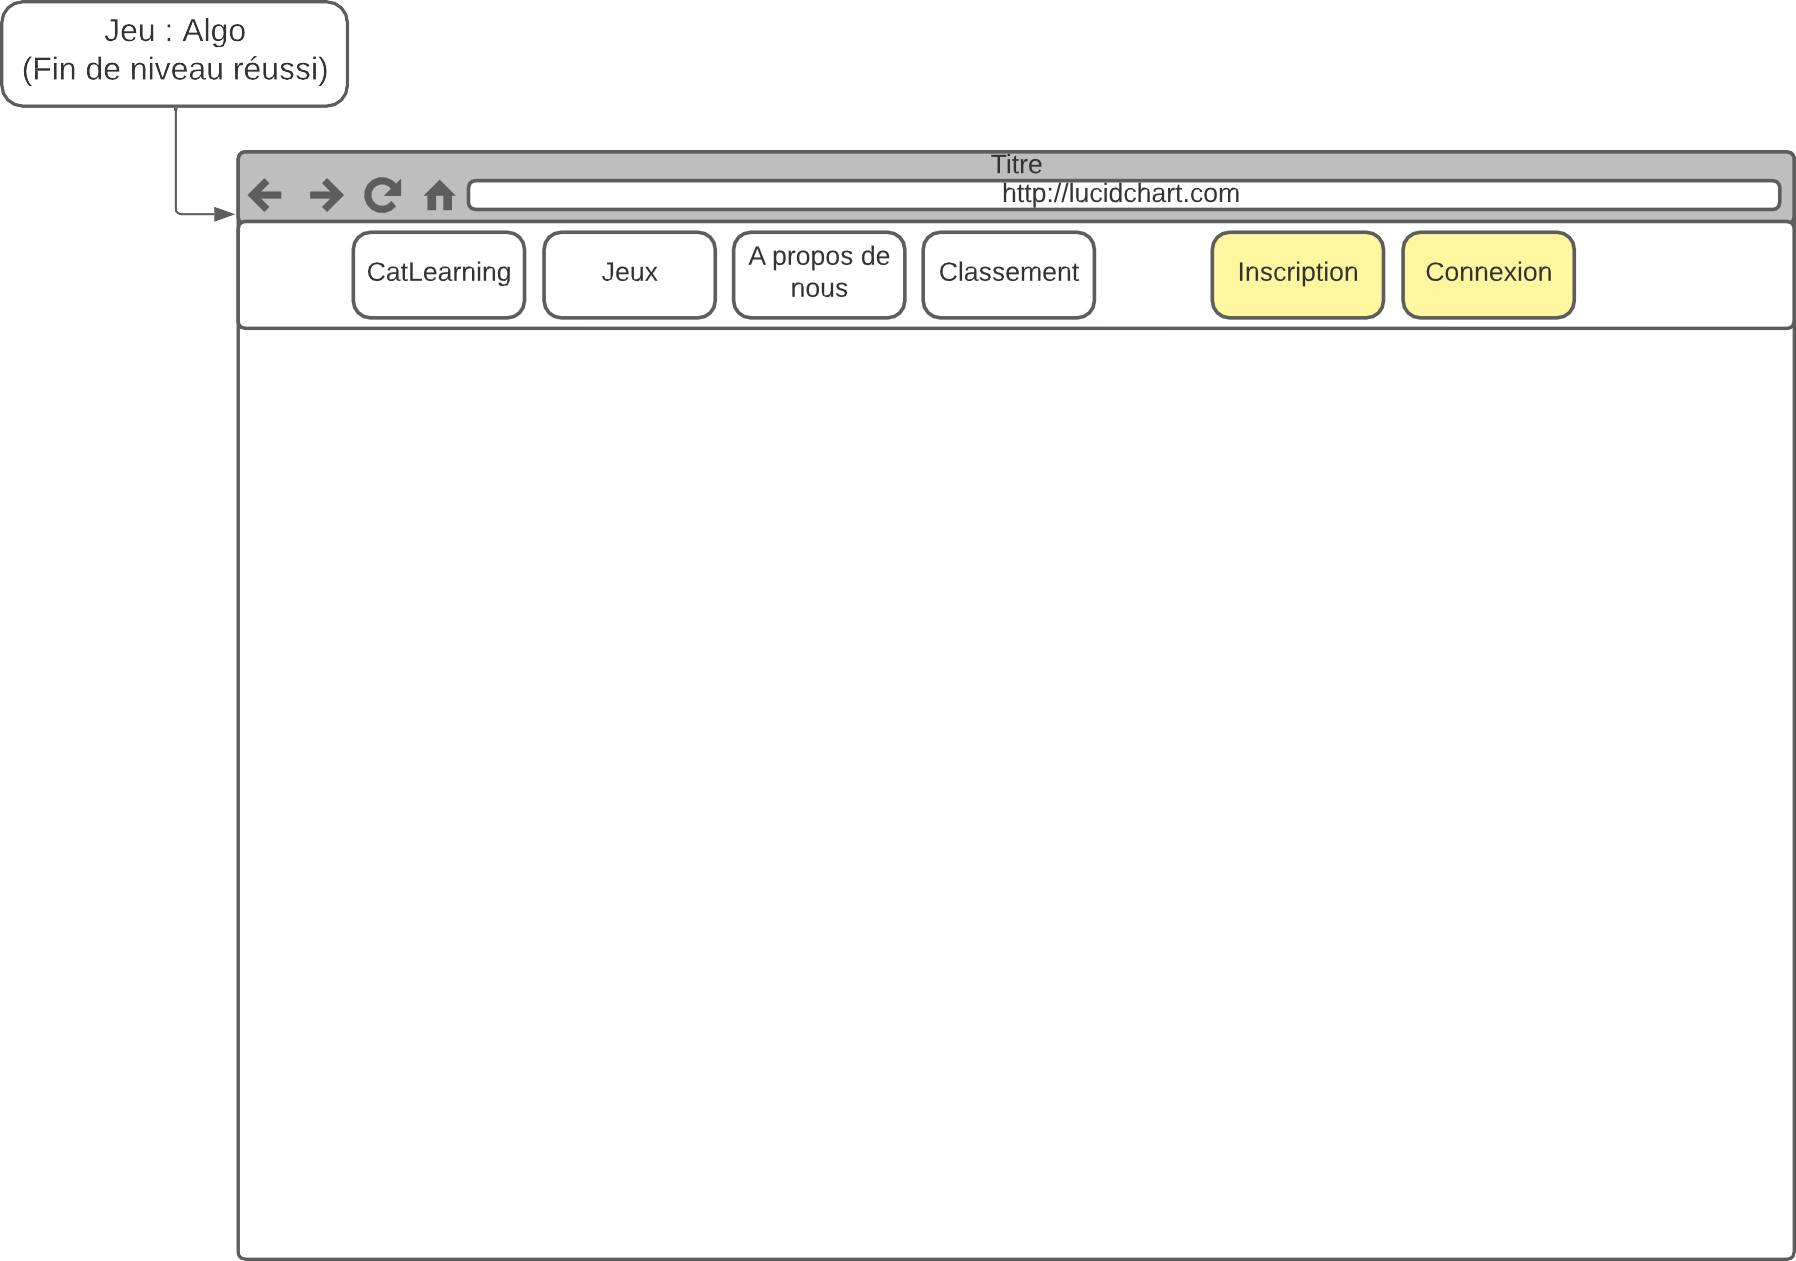 Jeu : Algo
(Fin de niveau réussi)
Titre
http://lucidchart.com
CatLearning
Jeux
A propos de
nous
Classement
Inscription
Connexion